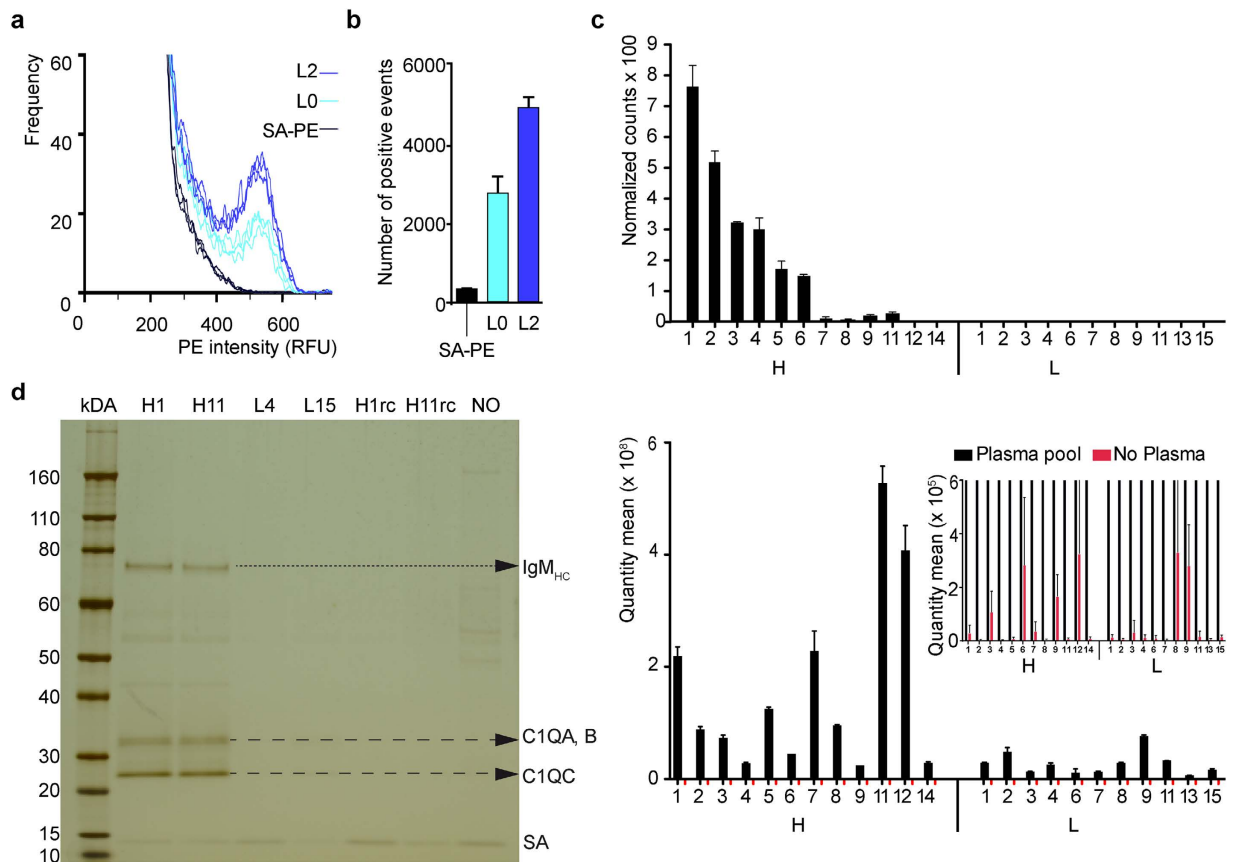 a
Frequency
60
40
20
0
0 200 400 600
PE intensity (RFU)
L2
L0
SA-PE
b
Number of positive events
6000
4000
2000
0
SA-PE
L0 L2
c
Normalized counts x 100
9
8
7
6
5
4
3
2
1
0
1 2 3 4 5 6 7 8 9 11 12 14 1 2 3 4 6 7 8 9 11 13 15
H L
d
kDA H1 H11 L4 L15 H1rc H11rc NO
160
110
80
60
50
40
30
20
15
10
IgMHC
C1QA, B
C1QC
SA
Quantity mean (x 10⁸)
6
4
2
0
1 2 3 4 5 6 7 8 9 11 12 14 1 2 3 4 6 7 8 9 11 13 15
H L
Plasma pool No Plasma
Quantity mean (x 10⁵)
6
4
2
0
1 2 3 4 5 6 7 8 9 11 12 14 1 2 3 4 6 7 8 9 11 13 15
H L